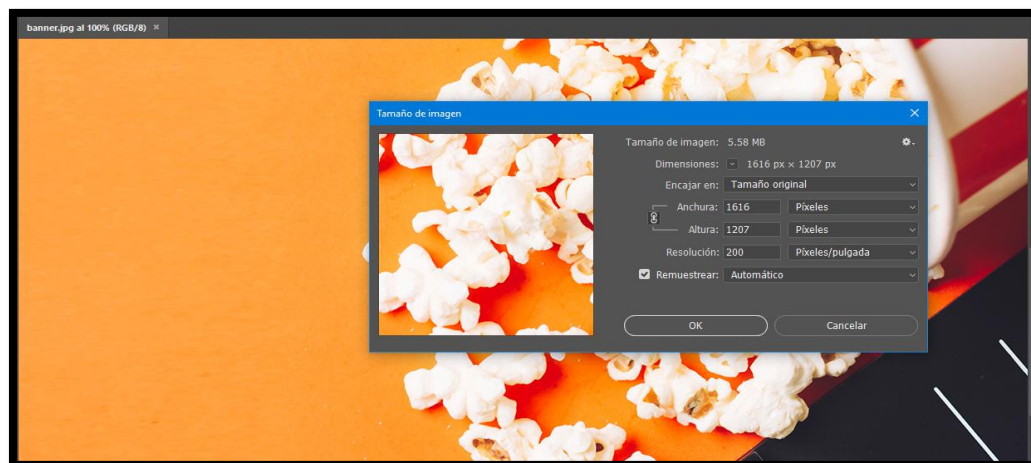 banner.jpg al 100% (RGB/8) ×
Tamaño de imagen
Tamaño de imagen: 5.58 MB
Dimensiones: 1616 px × 1207 px
Encajar en: Tamaño original
Anchura: 1616 Píxeles
Altura: 1207 Píxeles
Resolución: 200 Píxeles/pulgada
Remuestrear: Automático
OK Cancelar